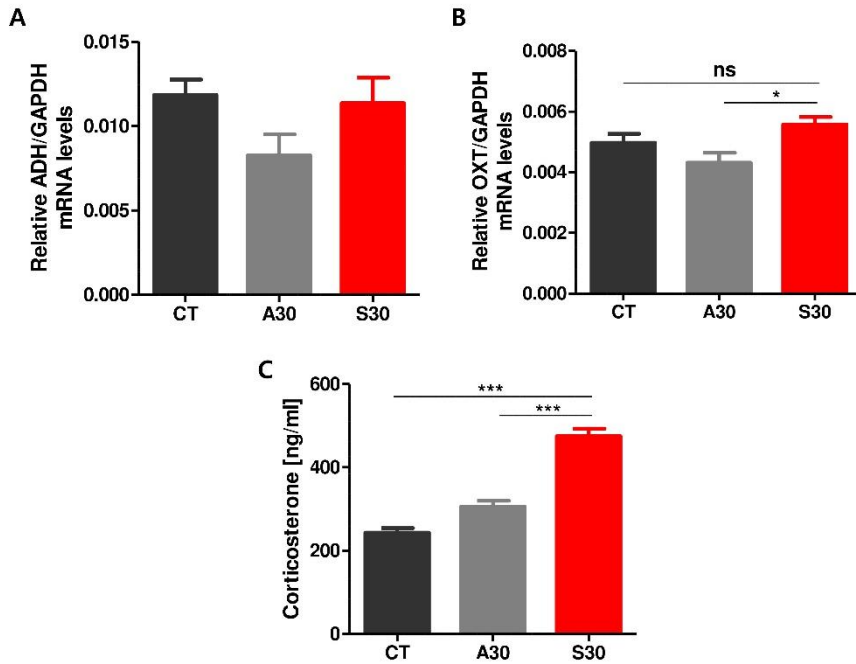 A
Relative ADH/GAPDH
mRNA levels
0.015
0.010
0.005
0.000
CT A30 S30
B
Relative OXT/GAPDH
mRNA levels
0.008
0.006
0.004
0.002
0.000
ns
*
CT A30 S30
C
Corticosterone [ng/ml]
600
400
200
0
***
***
CT A30 S30